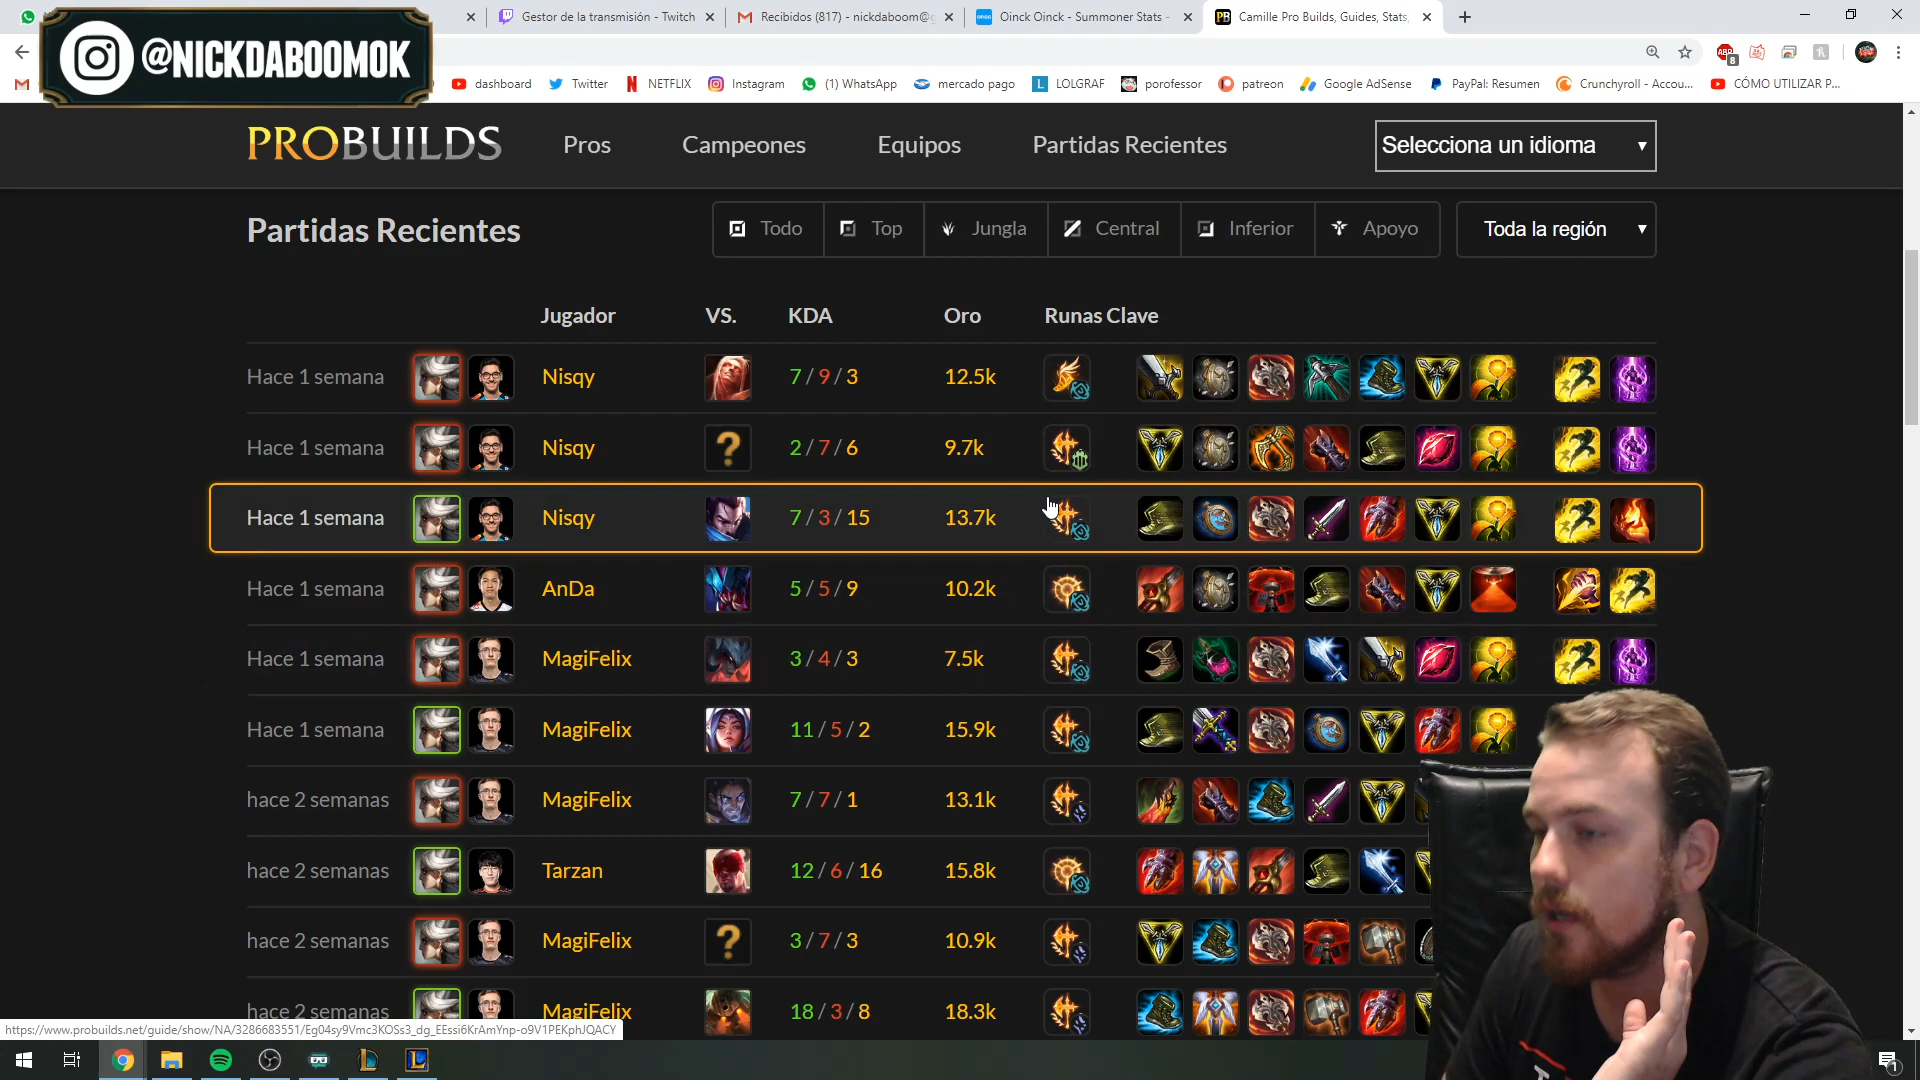 @NICKDABOOMOK
Gestor de la transmisión - Twitch
Recibidos (817) - nickdaboom@g
Oinck Oinck - Summoner Stats -
PB Camille Pro Builds, Guides, Stats,
ABP 8
dashboard
Twitter
N NETFLIX
Instagram
(1) WhatsApp
mercado pago
L LOLGRAF
porofessor
patreon
Google AdSense
PayPal: Resumen
Crunchyroll - Accou...
CÓMO UTILIZAR P...
PROBUILDS
Pros
Campeones
Equipos
Partidas Recientes
Selecciona un idioma
Partidas Recientes
Todo
Top
Jungla
Central
Inferior
Apoyo
Toda la región
Jugador VS. KDA Oro Runas Clave
Hace 1 semana Nisqy 7 / 9 / 3 12.5k
Hace 1 semana Nisqy ? 2 / 7 / 6 9.7k
Hace 1 semana Nisqy 7 / 3 / 15 13.7k
Hace 1 semana AnDa 5 / 5 / 9 10.2k
Hace 1 semana MagiFelix 3 / 4 / 3 7.5k
Hace 1 semana MagiFelix 11 / 5 / 2 15.9k
hace 2 semanas MagiFelix 7 / 7 / 1 13.1k
hace 2 semanas Tarzan 12 / 6 / 16 15.8k
hace 2 semanas MagiFelix ? 3 / 7 / 3 10.9k
hace 2 semanas MagiFelix 18 / 3 / 8 18.3k
https://www.probuilds.net/guide/show/NA/3286683551/Eg04sy9Vmc3KOSs3_dg_EEssi6KrAmYnp-o9V1PEKphJQACY
1